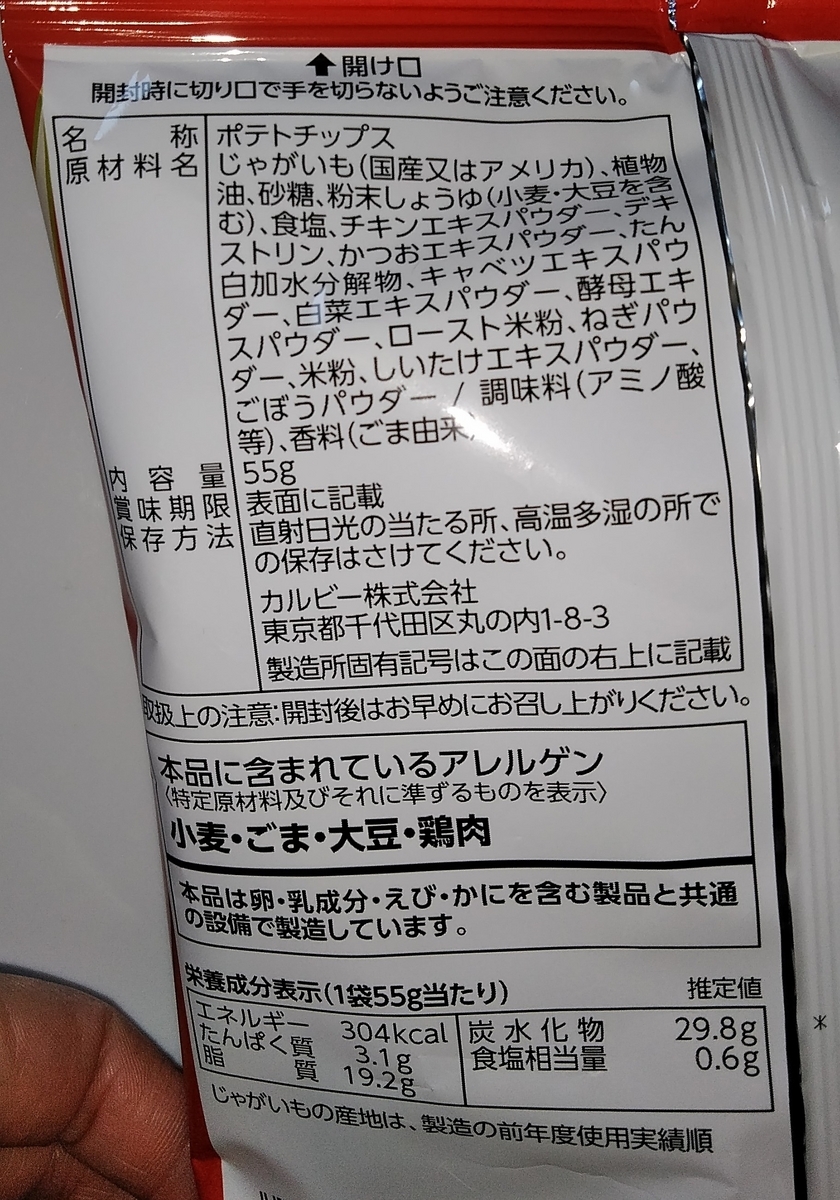 ↑開け口
開封時に切り口で手を切らないようご注意ください。
名称 ポテトチップス
原材料名 じゃがいも(国産又はアメリカ)、植物
油、砂糖、粉末しょうゆ(小麦・大豆を含
む)、食塩、チキンエキスパウダー、デキ
ストリン、かつおエキスパウダー、たん
白加水分解物、キャベツエキスパウ
ダー、白菜エキスパウダー、酵母エキ
スパウダー、ロースト米粉、ねぎパウ
ダー、米粉、しいたけエキスパウダー、
ごぼうパウダー / 調味料(アミノ酸
等)、香料(ごま由来)
内容量 55g
賞味期限 表面に記載
保存方法 直射日光の当たる所、高温多湿の所で
の保存はさけてください。
カルビー株式会社
東京都千代田区丸の内1-8-3
製造所固有記号はこの面の右上に記載
取扱上の注意:開封後はお早めにお召し上がりください。
本品に含まれているアレルゲン
〈特定原材料及びそれに準ずるものを表示〉
小麦・ごま・大豆・鶏肉
本品は卵・乳成分・えび・かにを含む製品と共通
の設備で製造しています。
栄養成分表示(1袋55g当たり) 推定値
エネルギー 304kcal 炭水化物 29.8g
たんぱく質 3.1g 食塩相当量 0.6g
脂質 19.2g
じゃがいもの産地は、製造の前年度使用実績順
*